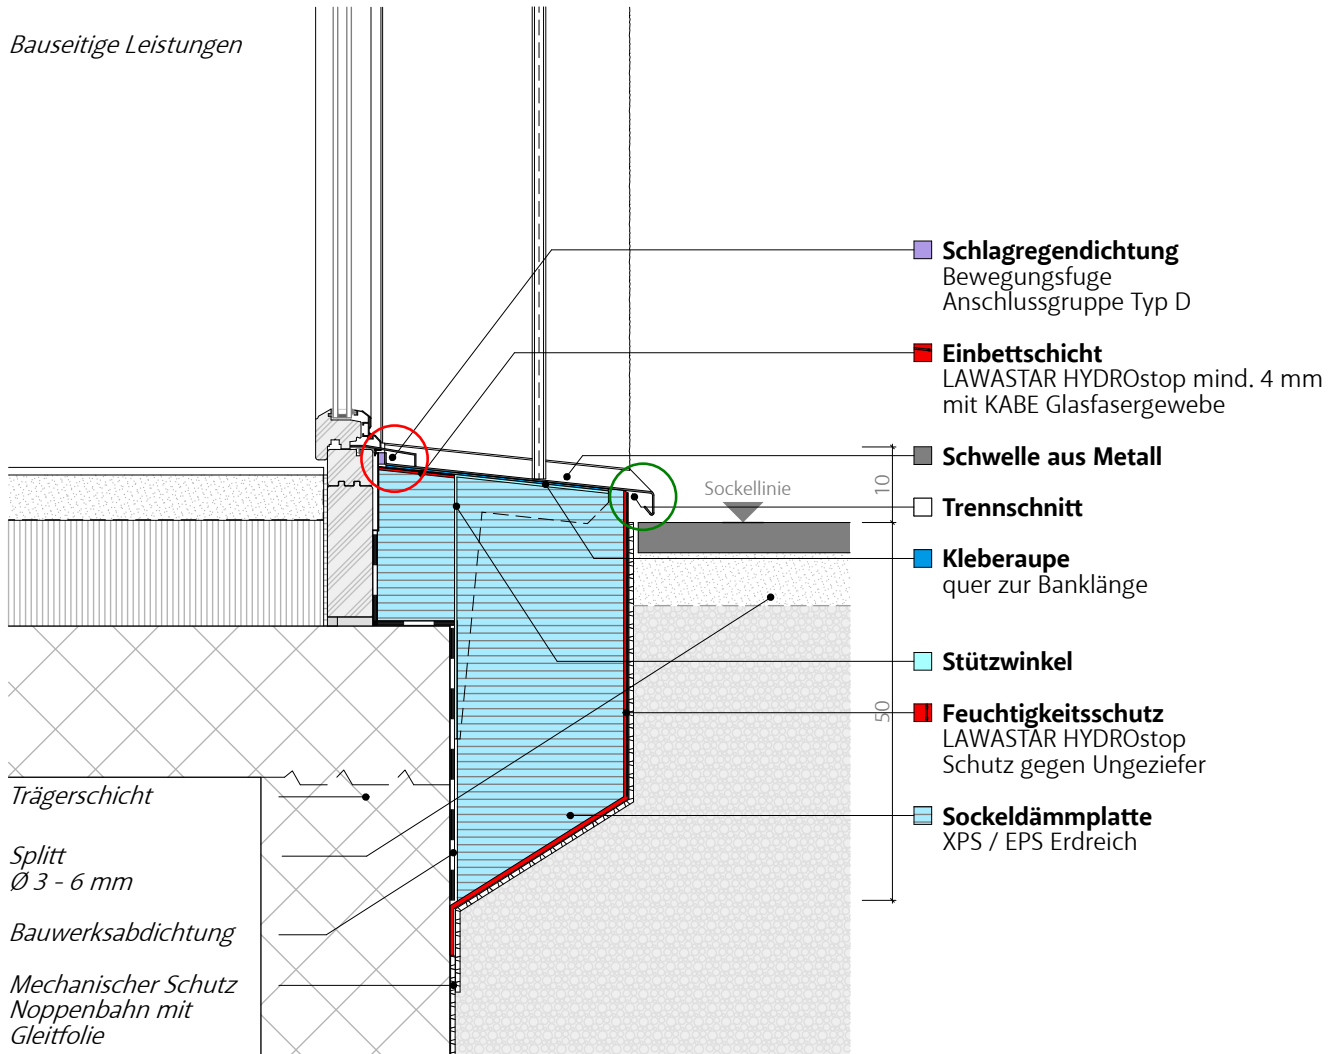 Bauseitige Leistungen
Schlagregendichtung
Bewegungsfuge
Anschlussgruppe Typ D
Einbettschicht
LAWASTAR HYDROstop mind. 4 mm
mit KABE Glasfasergewebe
Schwelle aus Metall
10
Sockellinie
Trennschnitt
Kleberaupe
quer zur Banklänge
Stützwinkel
50
Feuchtigkeitsschutz
LAWASTAR HYDROstop
Schutz gegen Ungeziefer
Sockeldämmplatte
XPS / EPS Erdreich
Trägerschicht
Splitt
Ø 3 - 6 mm
Bauwerksabdichtung
Mechanischer Schutz
Noppenbahn mit
Gleitfolie